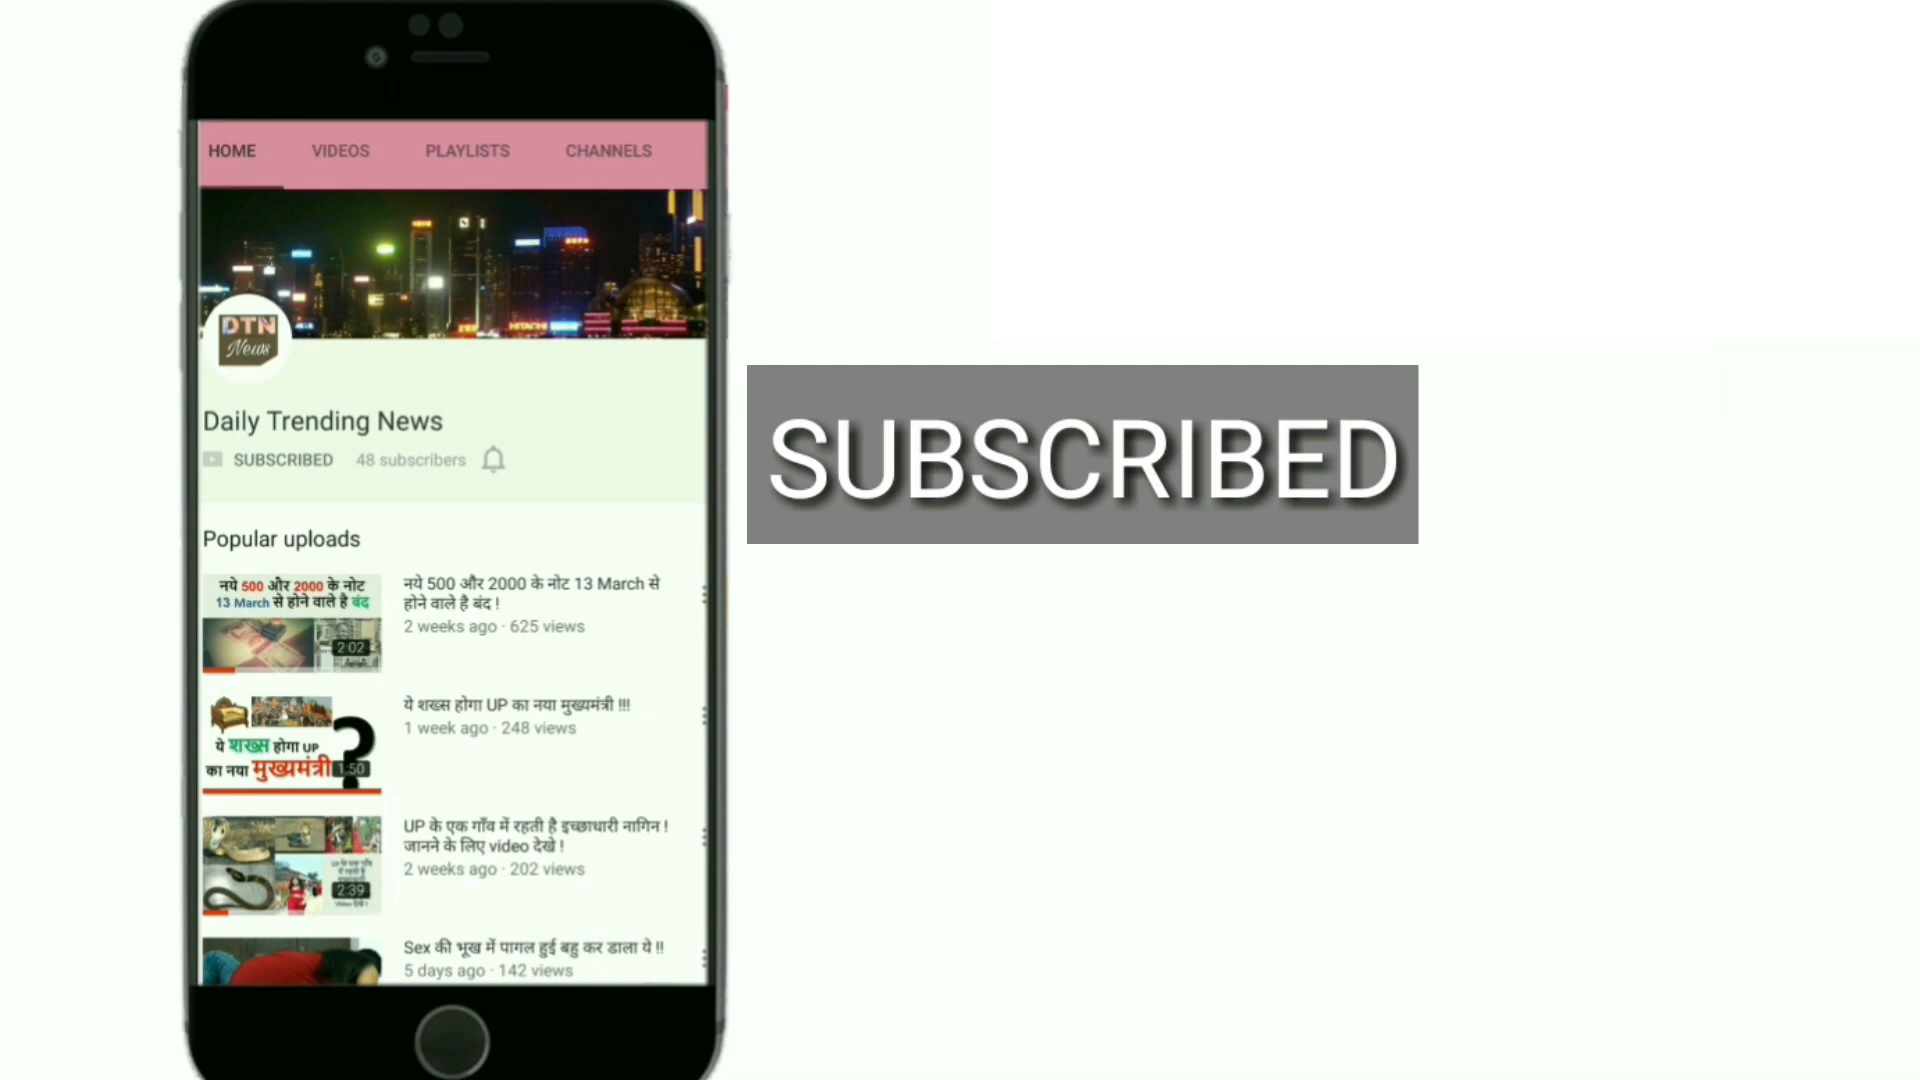 HOME VIDEOS PLAYLISTS CHANNELS
HITACHI
DTN
News
Daily Trending News
SUBSCRIBED 48 subscribers
SUBSCRIBED
Popular uploads
नये 500 और 2000 के नोट
13 March से होने वाले है बंद
2:02
नये 500 और 2000 के नोट 13 March से
होने वाले है बंद !
2 weeks ago · 625 views
ये शख्स होगा UP
का नया मुख्यमंत्री
?
1:50
ये शख्स होगा UP का नया मुख्यमंत्री !!!
1 week ago · 248 views
2:39
UP के एक गाँव में रहती है इच्छाधारी नागिन !
जानने के लिए video देखे !
2 weeks ago · 202 views
Sex की भूख में पागल हुई बहु कर डाला ये !!
5 days ago · 142 views